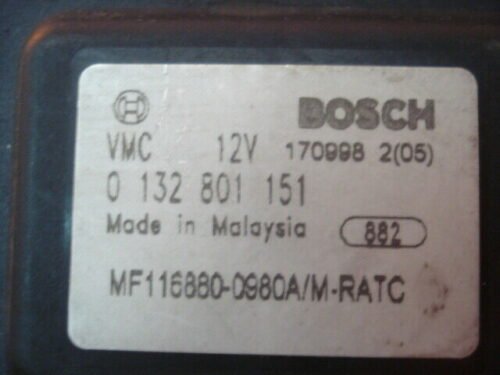 BOSCH
VMC 12V 170998 2(05)
0 132 801 151
Made in Malaysia 882
MF116880-0980A/M-RATC